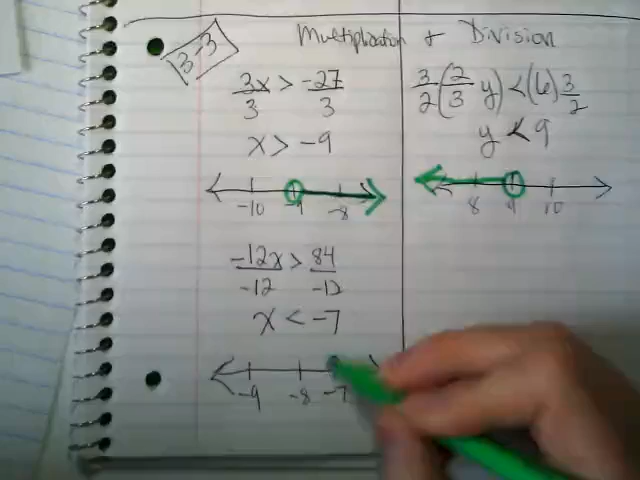 3.3
Multiplication + Division
3x/3 > -27/3
x > -9
-10 -9 -8
-12x/-12 > 84/-12
x < -7
-9 -8 -7
3/2(2/3 y) < (6) 3/2
y < 9
8 9 10